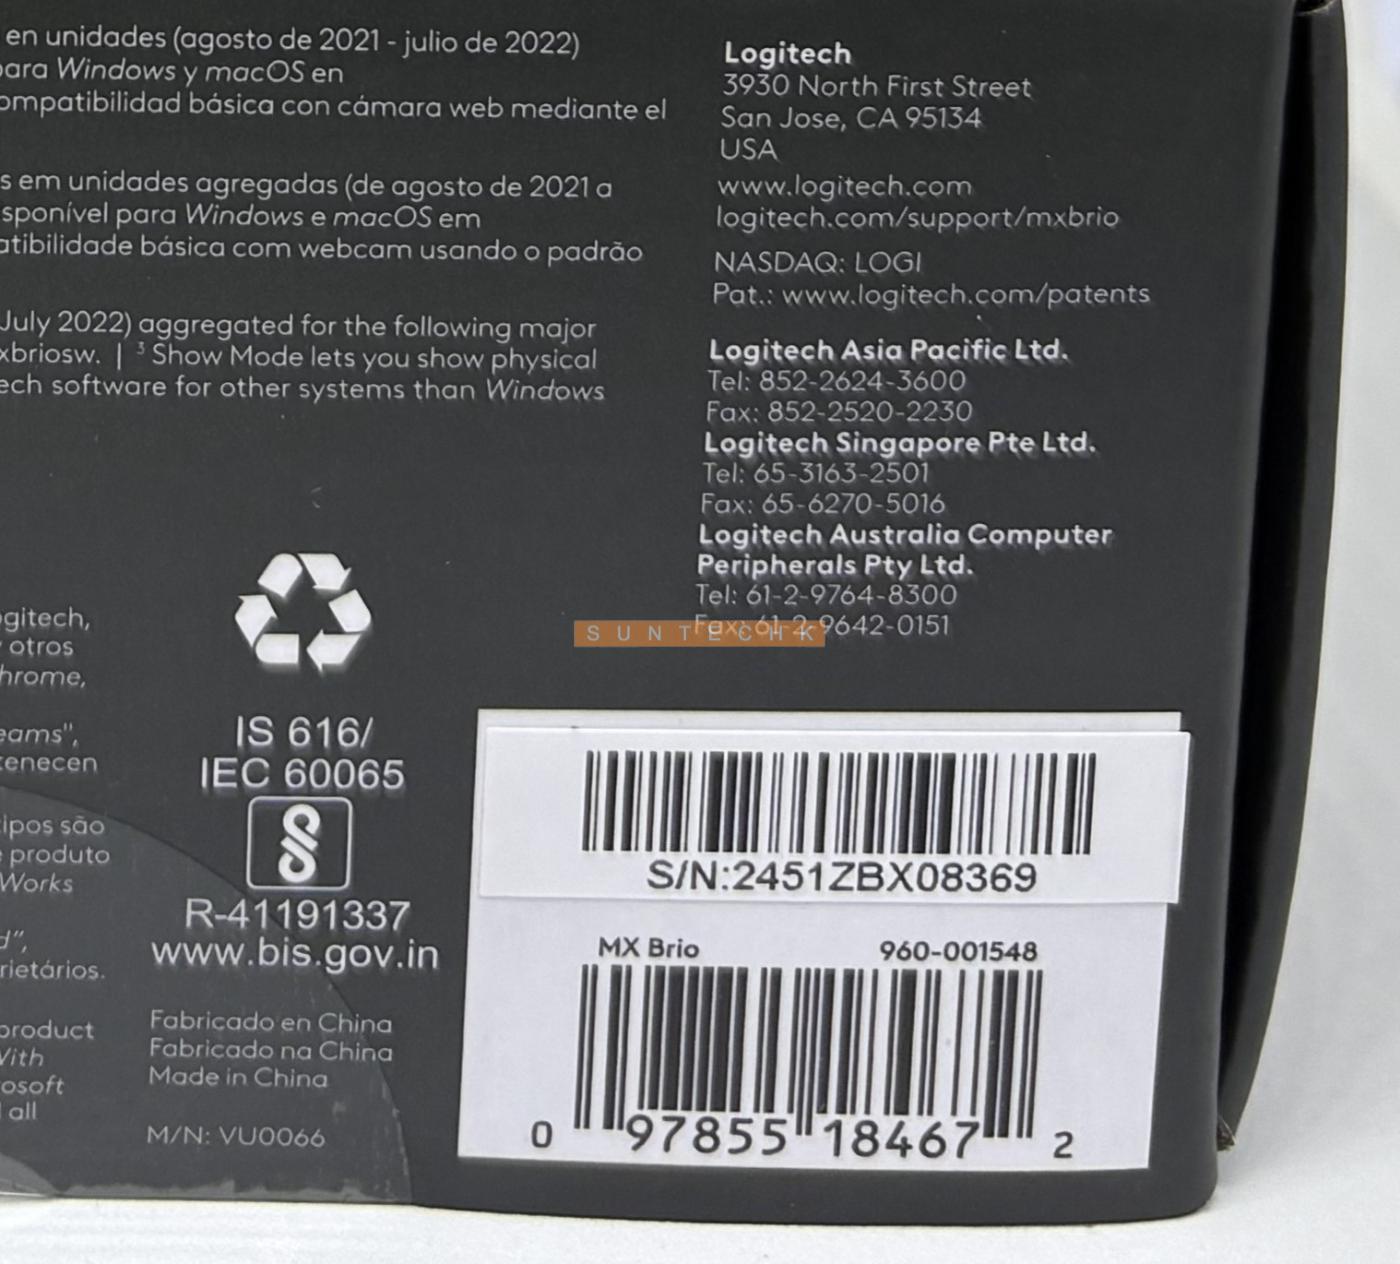 en unidades (agosto de 2021 - julio de 2022)
para Windows y macOS en
compatibilidad básica con cámara web mediante el
s em unidades agregadas (de agosto de 2021 a
sponível para Windows e macOS em
atibilidade básica com webcam usando o padrão
July 2022) aggregated for the following major
xbriosw. | ³ Show Mode lets you show physical
ech software for other systems than Windows
Logitech
3930 North First Street
San Jose, CA 95134
USA
www.logitech.com
logitech.com/support/mxbrio
NASDAQ: LOGI
Pat.: www.logitech.com/patents
Logitech Asia Pacific Ltd.
Tel: 852-2624-3600
Fax: 852-2520-2230
Logitech Singapore Pte Ltd.
Tel: 65-3163-2501
Fax: 65-6270-5016
Logitech Australia Computer
Peripherals Pty Ltd.
Tel: 61-2-9764-8300
Fax: 61-2-9642-0151
SUNTECHK
ogitech,
otros
hrome,
eams",
tenecen
tipos são
e produto
Works
d",
rietários.
product
With
osoft
all
IS 616/
IEC 60065
R-41191337
www.bis.gov.in
Fabricado en China
Fabricado na China
Made in China
M/N: VU0066
S/N:2451ZBX08369
MX Brio 960-001548
0 97855 18467 2